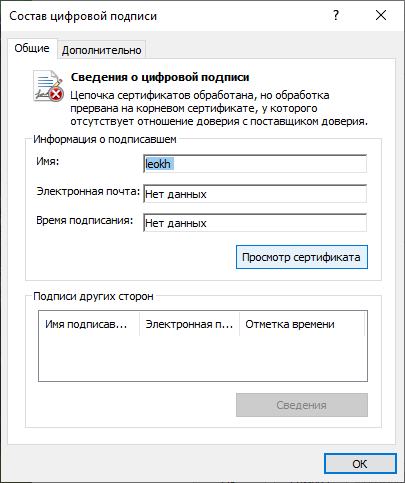 Состав цифровой подписи
Общие
Дополнительно
Сведения о цифровой подписи
Цепочка сертификатов обработана, но обработка
прервана на корневом сертификате, у которого
отсутствует отношение доверия с поставщиком доверия.
Информация о подписавшем
Имя: leokh
Электронная почта: Нет данных
Время подписания: Нет данных
Просмотр сертификата
Подписи других сторон
Имя подписав... Электронная п... Отметка времени
Сведения
ОК